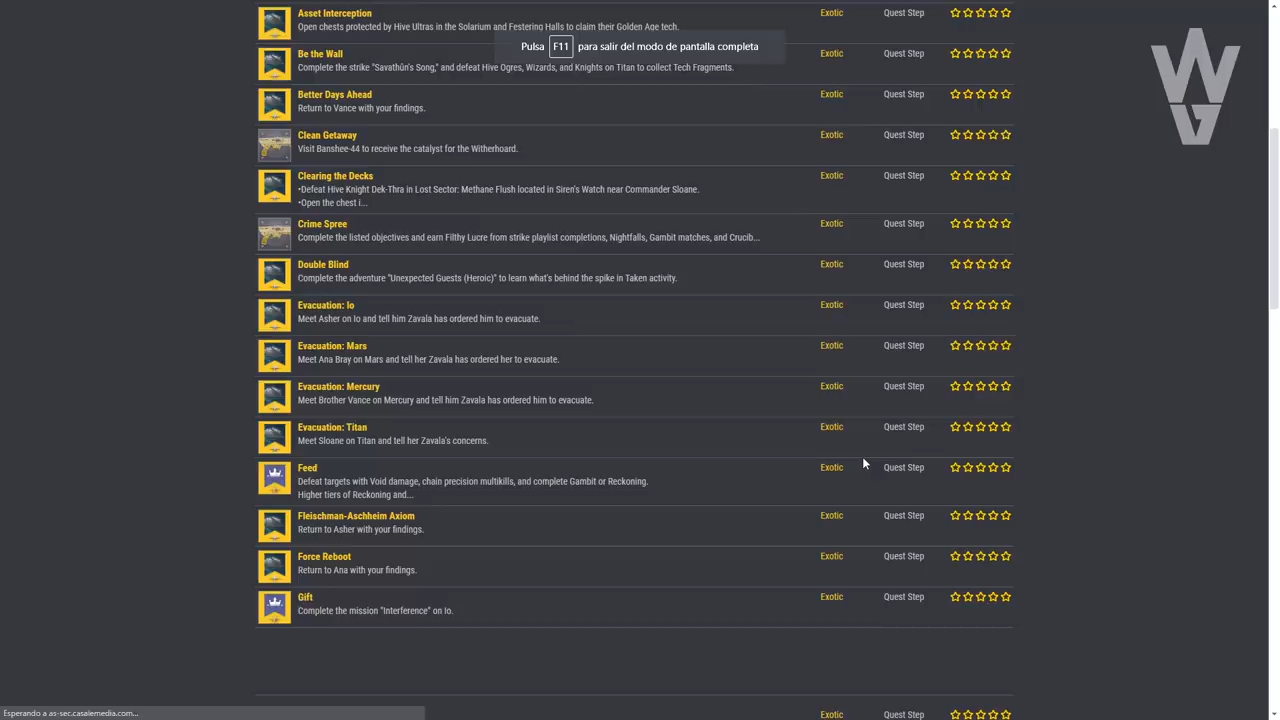 Asset Interception Exotic Quest Step
Open chests protected by Hive Ultras in the Solarium and Festering Halls to claim their Golden Age tech.
Pulse F11 para salir del modo de pantalla completa
Be the Wall Exotic Quest Step
Complete the strike "Savathûn's Song," and defeat Hive Ogres, Wizards, and Knights on Titan to collect Tech Fragments.
Better Days Ahead Exotic Quest Step
Return to Vance with your findings.
Clean Getaway Exotic Quest Step
Visit Banshee-44 to receive the catalyst for the Witherhoard.
Clearing the Decks Exotic Quest Step
•Defeat Hive Knight Dek-Thra in Lost Sector: Methane Flush located in Siren's Watch near Commander Sloane.
•Open the chest i...
Crime Spree Exotic Quest Step
Complete the listed objectives and earn Filthy Lucre from strike playlist completions, Nightfalls, Gambit matches, and Crucib...
Double Blind Exotic Quest Step
Complete the adventure "Unexpected Guests (Heroic)" to learn what's behind the spike in Taken activity.
Evacuation: Io Exotic Quest Step
Meet Asher on Io and tell him Zavala has ordered him to evacuate.
Evacuation: Mars Exotic Quest Step
Meet Ana Bray on Mars and tell her Zavala has ordered her to evacuate.
Evacuation: Mercury Exotic Quest Step
Meet Brother Vance on Mercury and tell him Zavala has ordered him to evacuate.
Evacuation: Titan Exotic Quest Step
Meet Sloane on Titan and tell her Zavala's concerns.
Feed Exotic Quest Step
Defeat targets with Void damage, chain precision multikills, and complete Gambit or Reckoning.
Higher tiers of Reckoning and...
Fleischman-Aschheim Axiom Exotic Quest Step
Return to Asher with your findings.
Force Reboot Exotic Quest Step
Return to Ana with your findings.
Gift Exotic Quest Step
Complete the mission "Interference" on Io.
Exotic Quest Step
Esperando a as-sec.casalemedia.com...